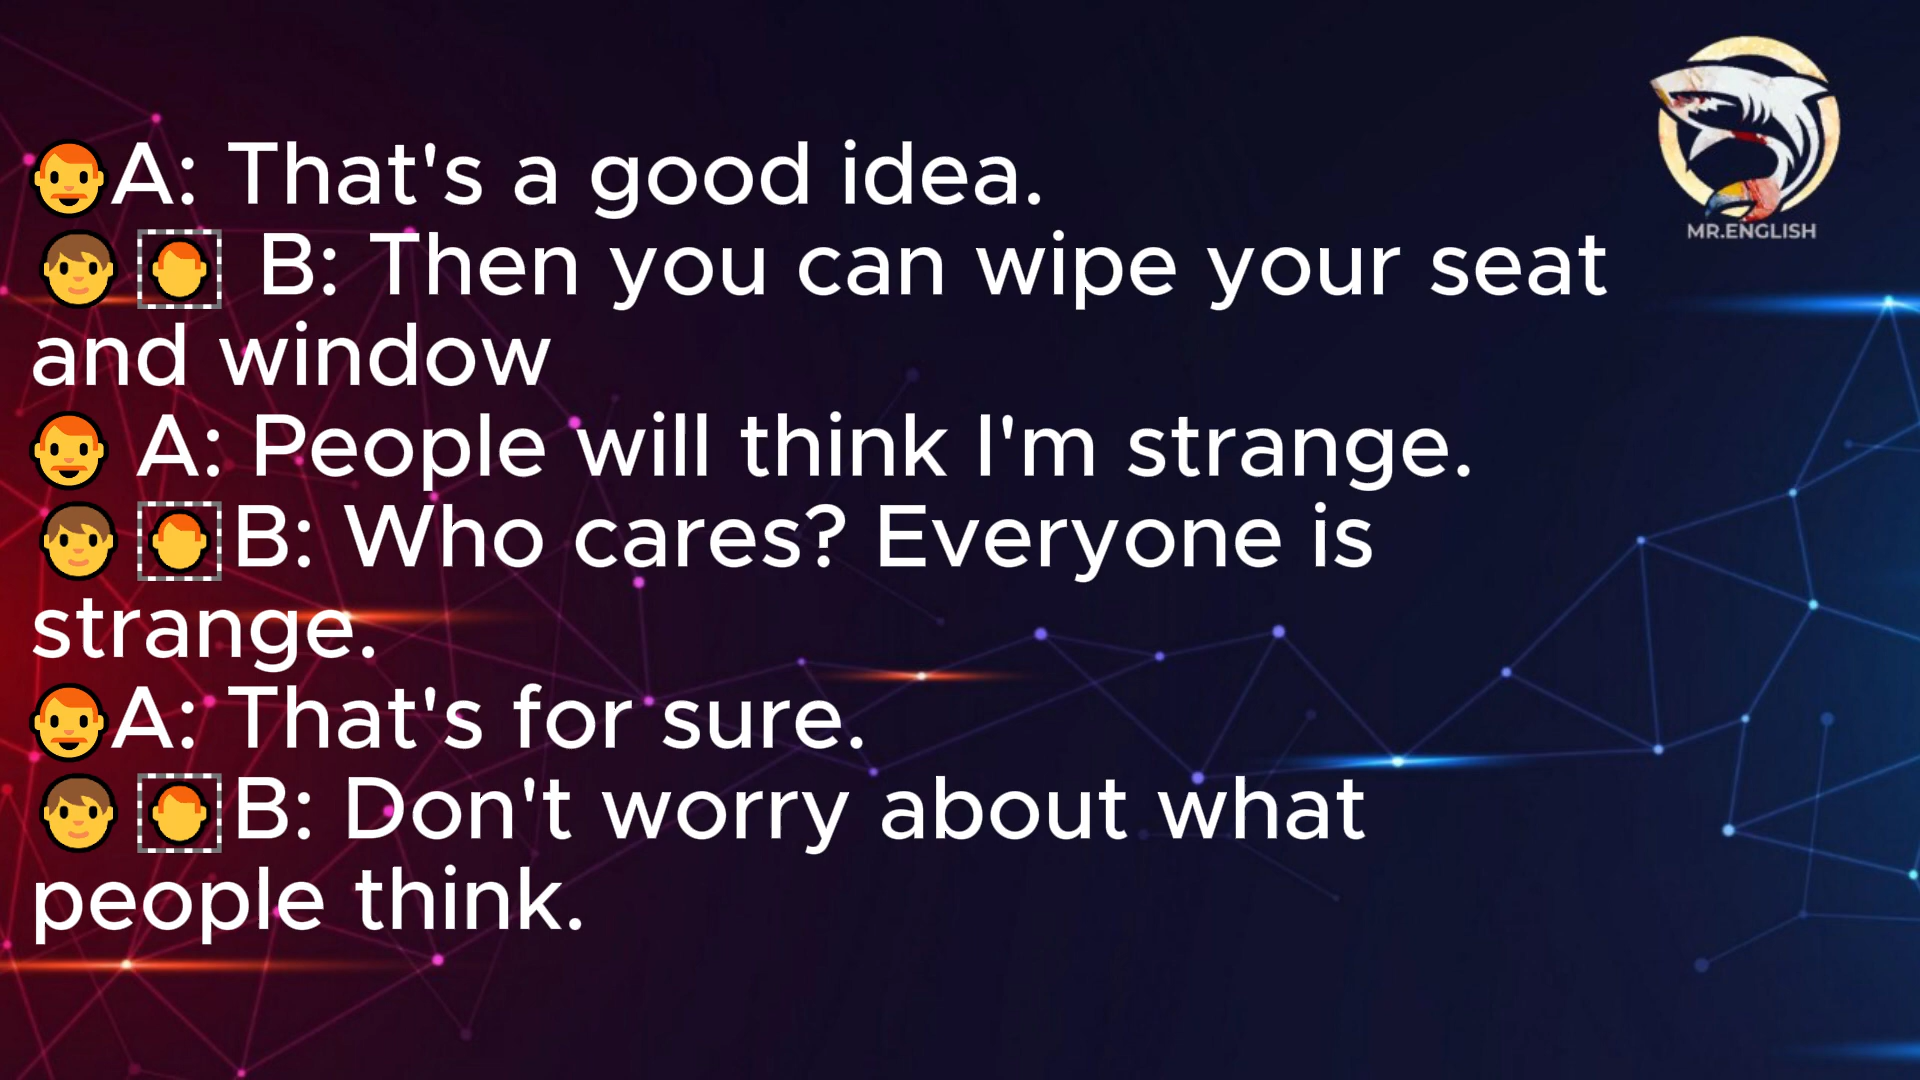 A: That's a good idea.
B: Then you can wipe your seat
and window
A: People will think I'm strange.
B: Who cares? Everyone is
strange.
A: That's for sure.
B: Don't worry about what
people think.
MR.ENGLISH